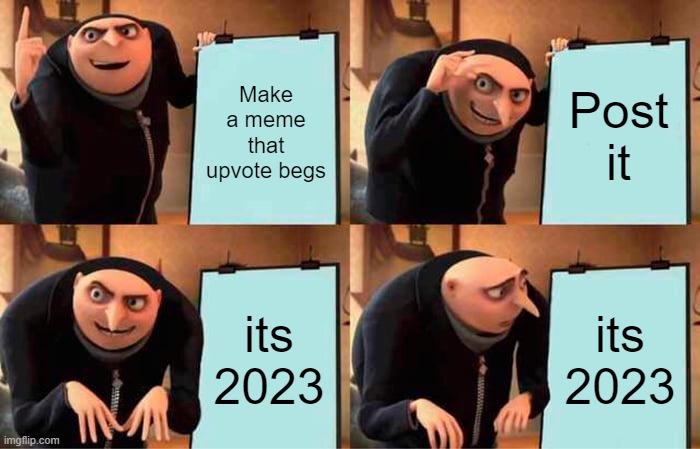 Make
a meme
that
upvote begs
Post
it
its
2023
its
2023
imgflip.com